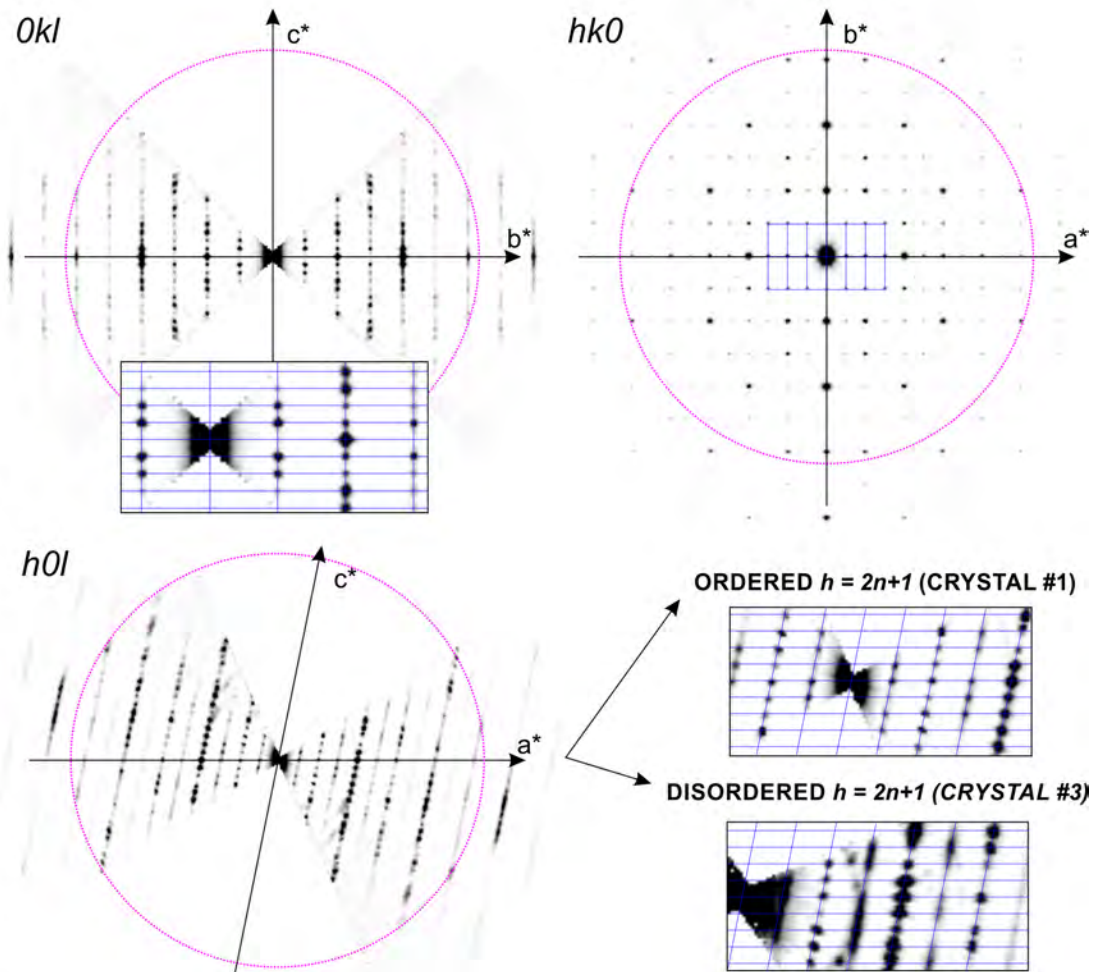 0kl
c*
b*
hk0
b*
a*
h0l
c*
a*
ORDERED h = 2n+1 (CRYSTAL #1)
DISORDERED h = 2n+1 (CRYSTAL #3)